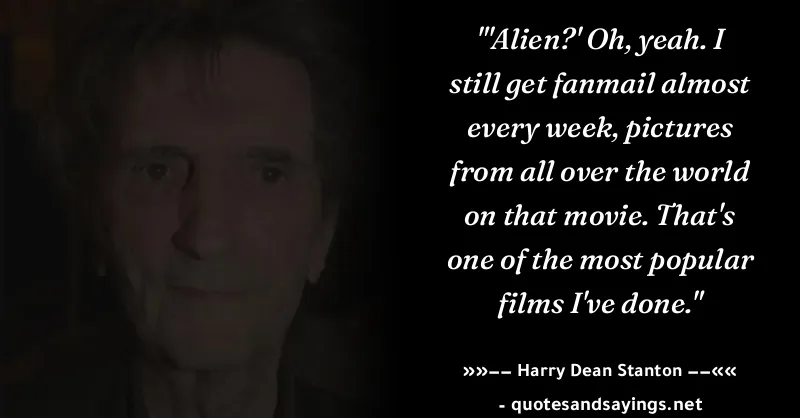 "'Alien?' Oh, yeah. I
still get fanmail almost
every week, pictures
from all over the world
on that movie. That's
one of the most popular
films I've done."
»»–– Harry Dean Stanton ––««
- quotesandsayings.net